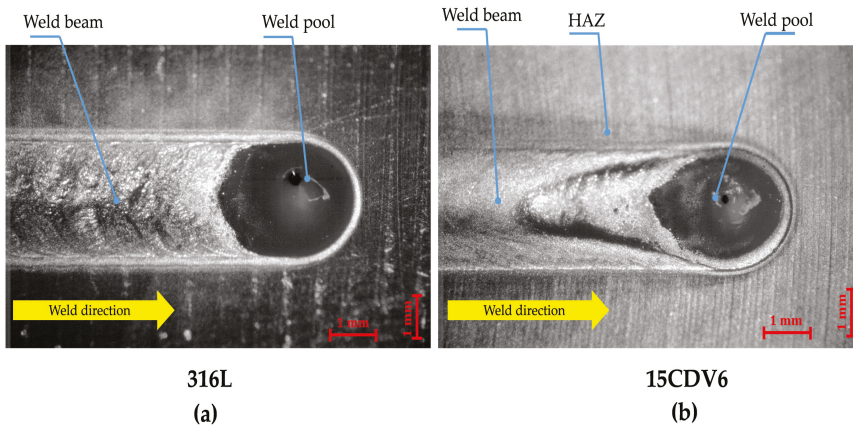 Weld beam
Weld pool
Weld direction
1 mm
1 mm
316L
(a)
Weld beam
HAZ
Weld pool
Weld direction
1 mm
1 mm
15CDV6
(b)